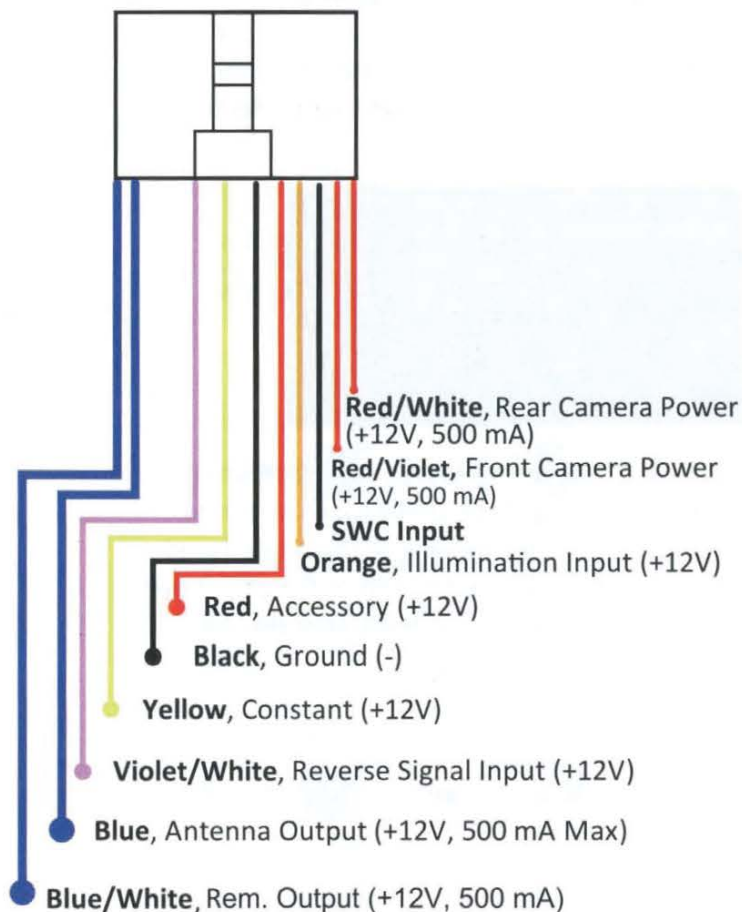 Red/White, Rear Camera Power
(+12V, 500 mA)
Red/Violet, Front Camera Power
(+12V, 500 mA)
SWC Input
Orange, Illumination Input (+12V)
Red, Accessory (+12V)
Black, Ground (-)
Yellow, Constant (+12V)
Violet/White, Reverse Signal Input (+12V)
Blue, Antenna Output (+12V, 500 mA Max)
Blue/White, Rem. Output (+12V, 500 mA)